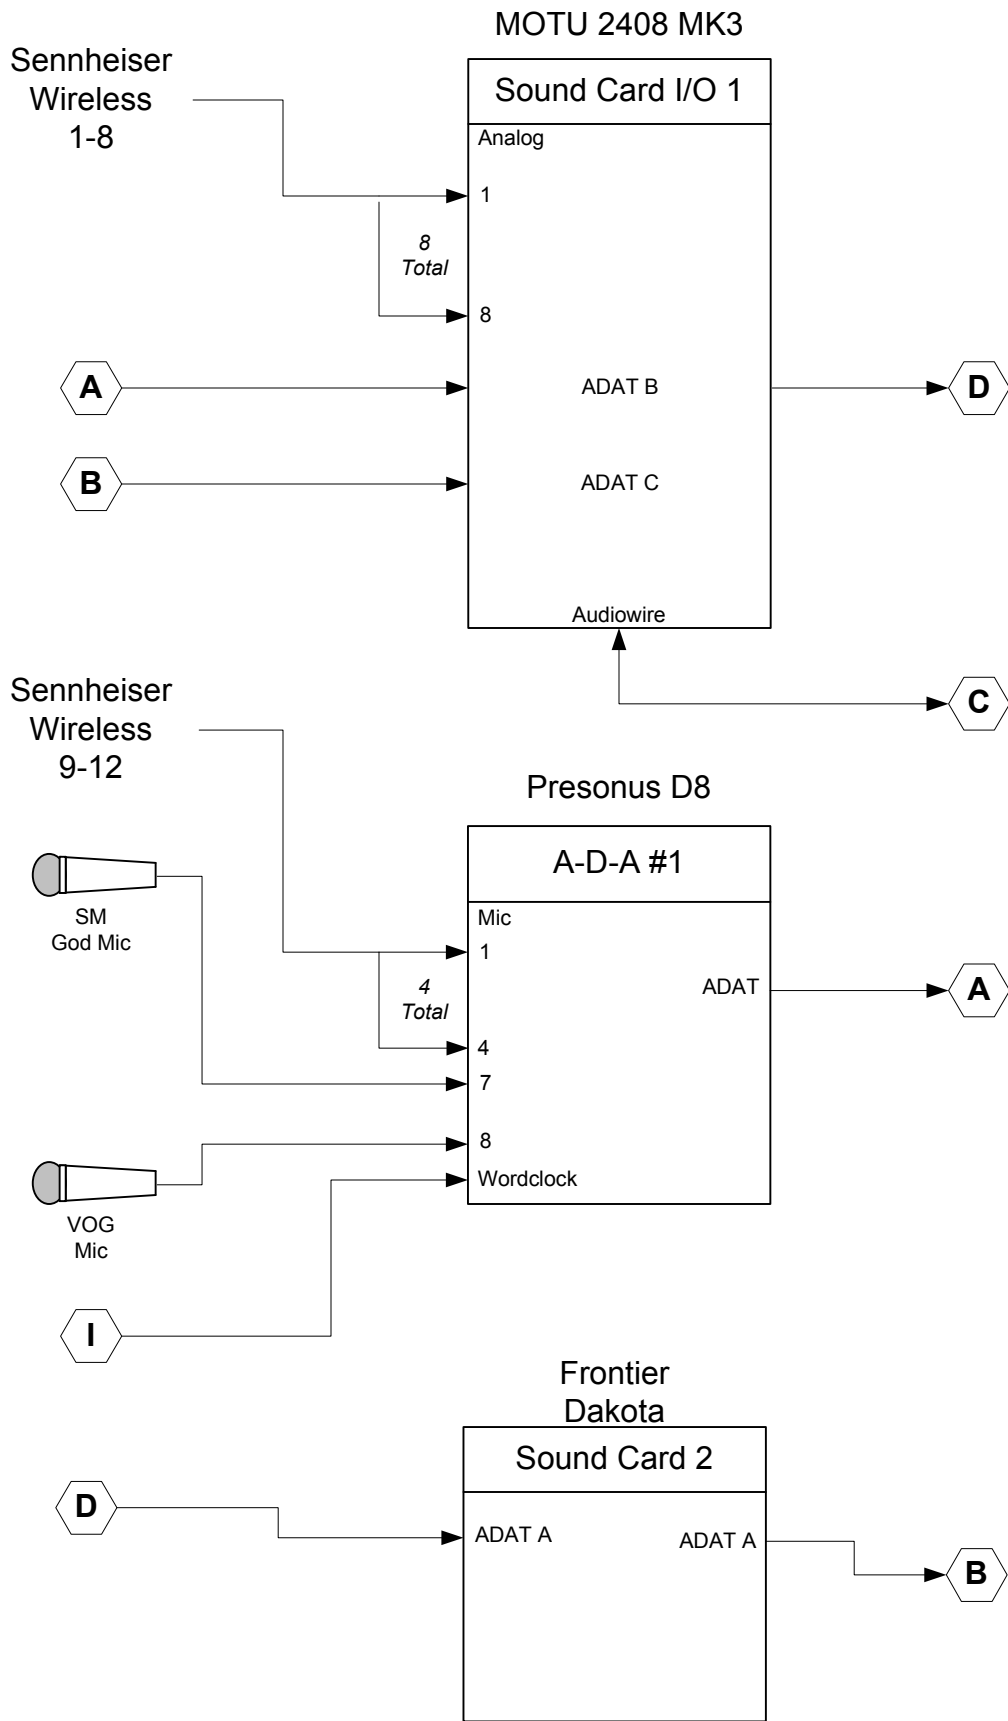 MOTU 2408 MK3
Sennheiser
Wireless
1-8
Sound Card I/O 1
Analog
1
8
Total
8
A
ADAT B
D
B
ADAT C
Audiowire
C
Sennheiser
Wireless
9-12
Presonus D8
A-D-A #1
SM
God Mic
Mic
1
4
Total
ADAT
A
4
7
8
Wordclock
VOG
Mic
I
Frontier
Dakota
Sound Card 2
D
ADAT A
ADAT A
B